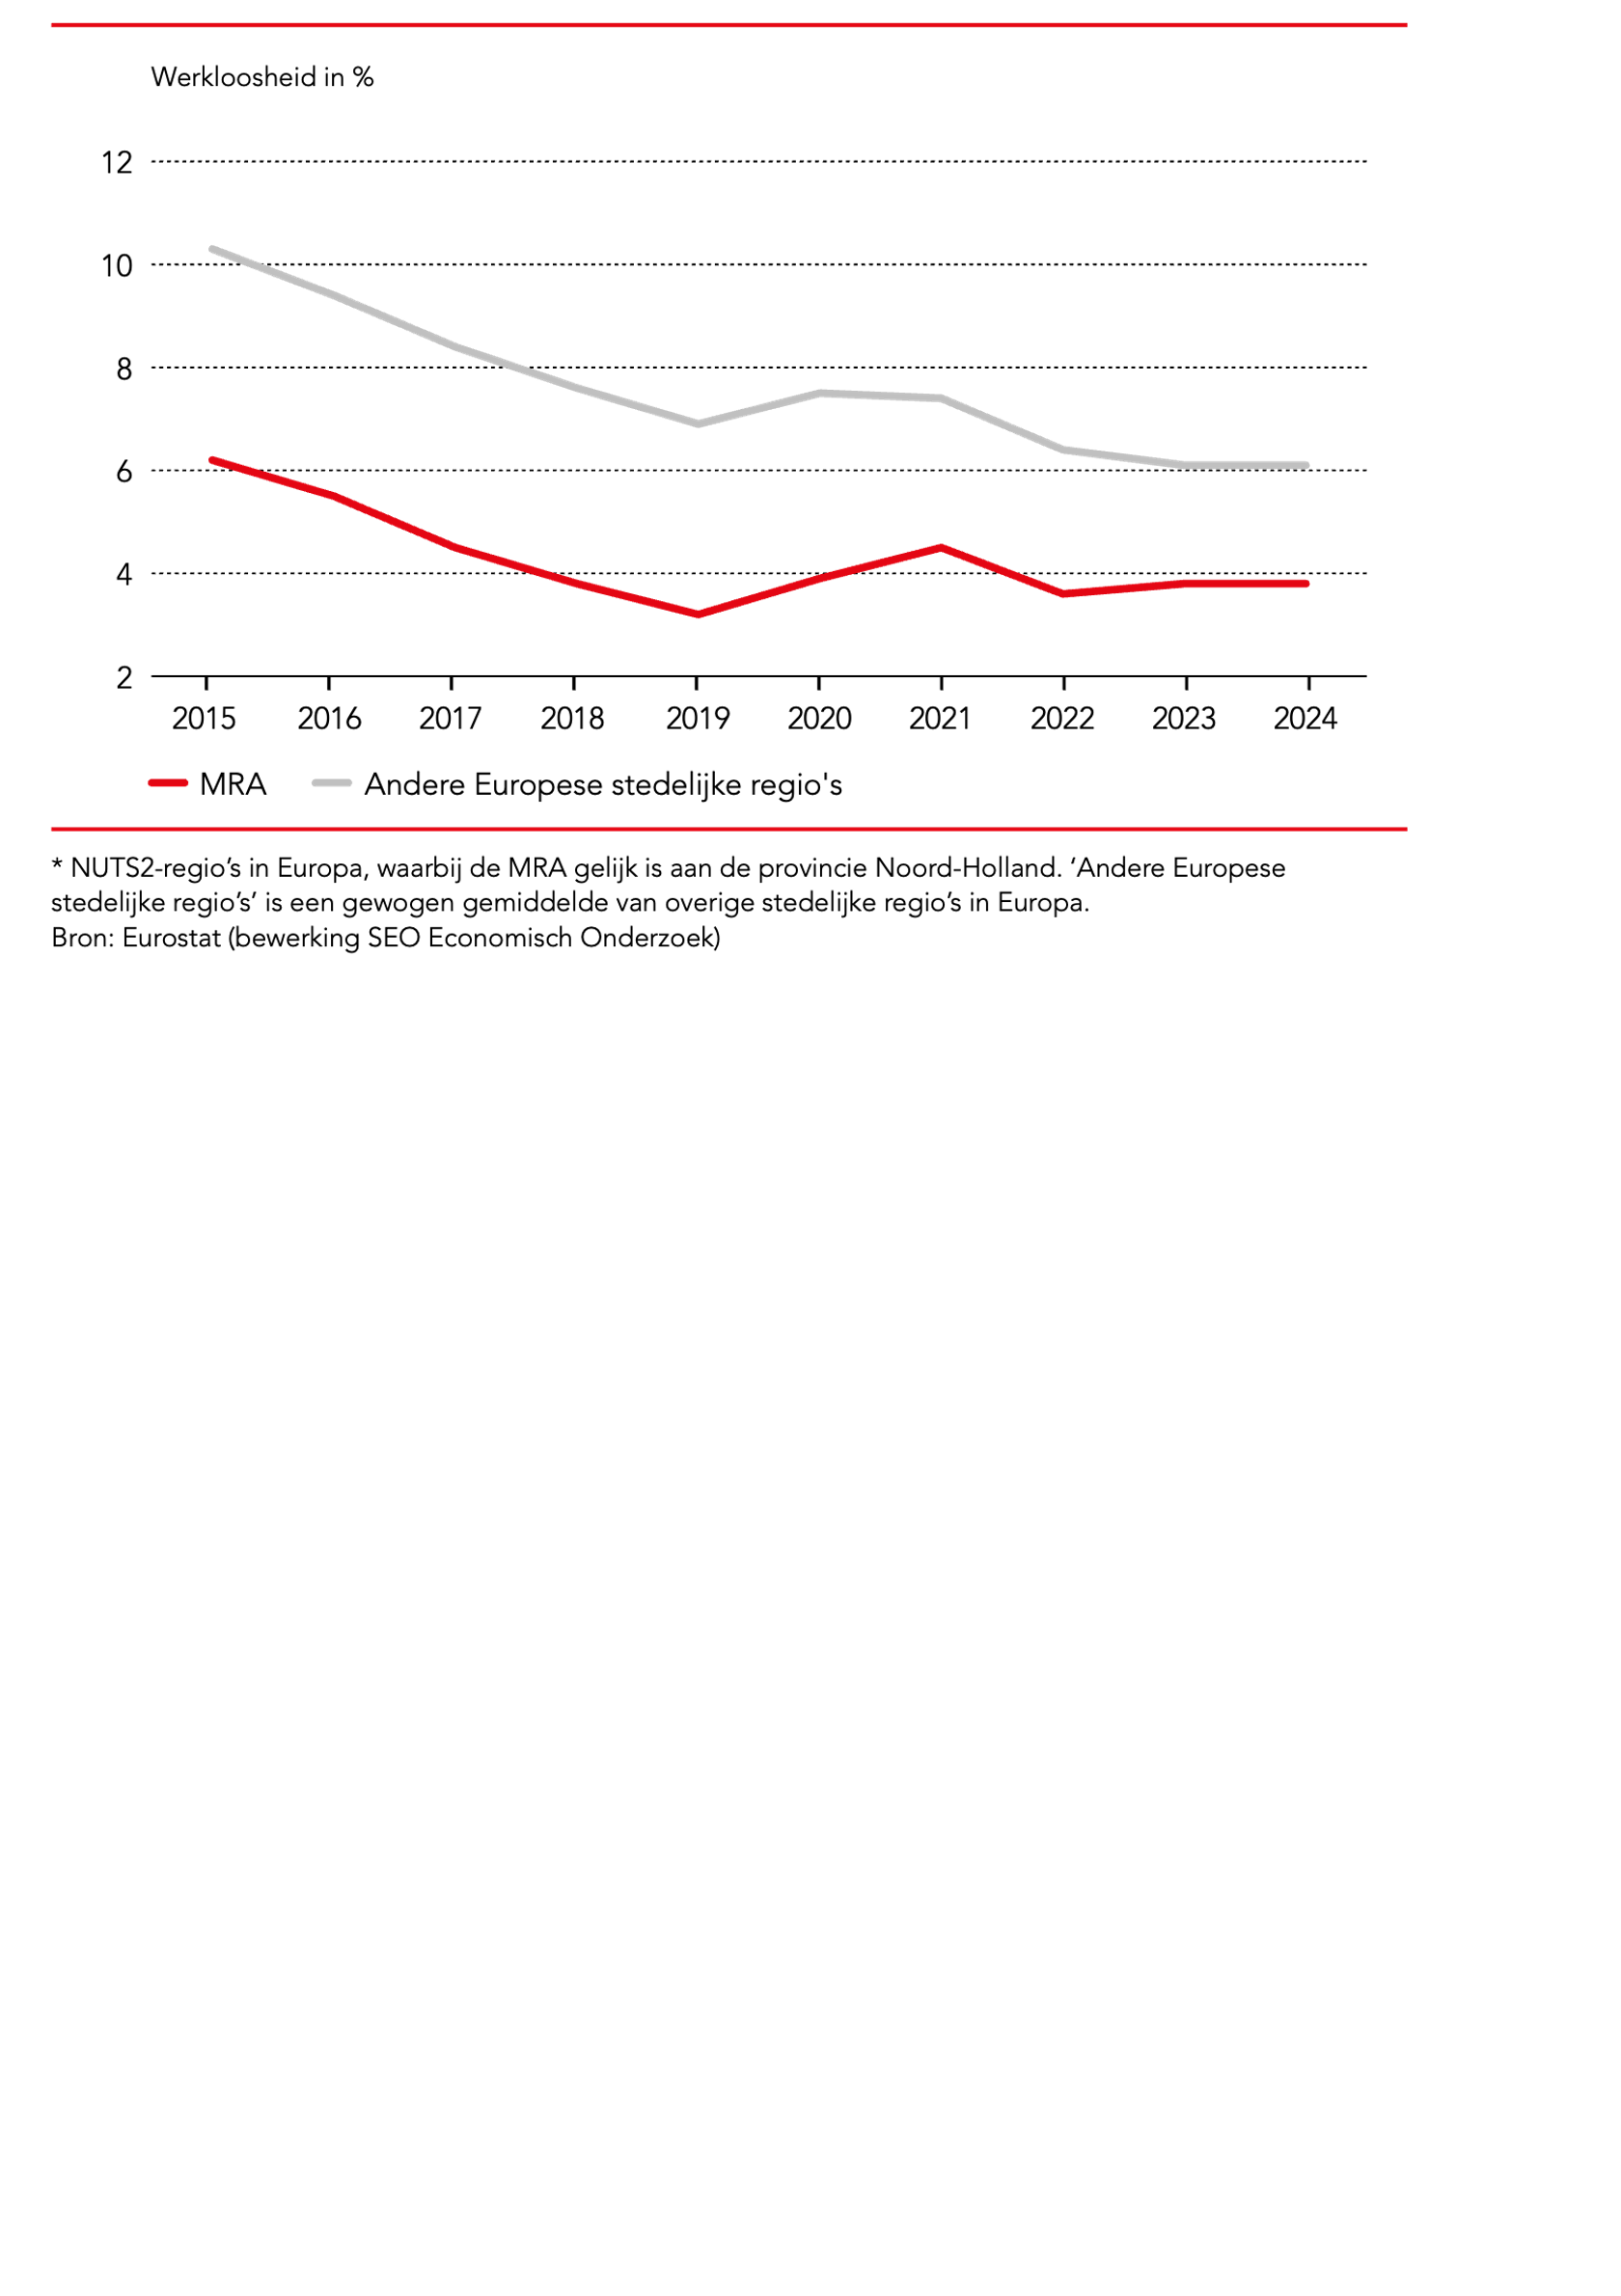 Werkloosheid in %
12
10
8
6
4
2
2015 2016 2017 2018 2019 2020 2021 2022 2023 2024
MRA Andere Europese stedelijke regio's
* NUTS2-regio’s in Europa, waarbij de MRA gelijk is aan de provincie Noord-Holland. ‘Andere Europese
stedelijke regio’s’ is een gewogen gemiddelde van overige stedelijke regio’s in Europa.
Bron: Eurostat (bewerking SEO Economisch Onderzoek)